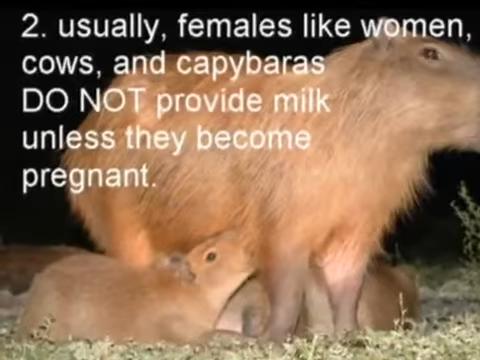 2. usually, females like women,
cows, and capybaras
DO NOT provide milk
unless they become
pregnant.